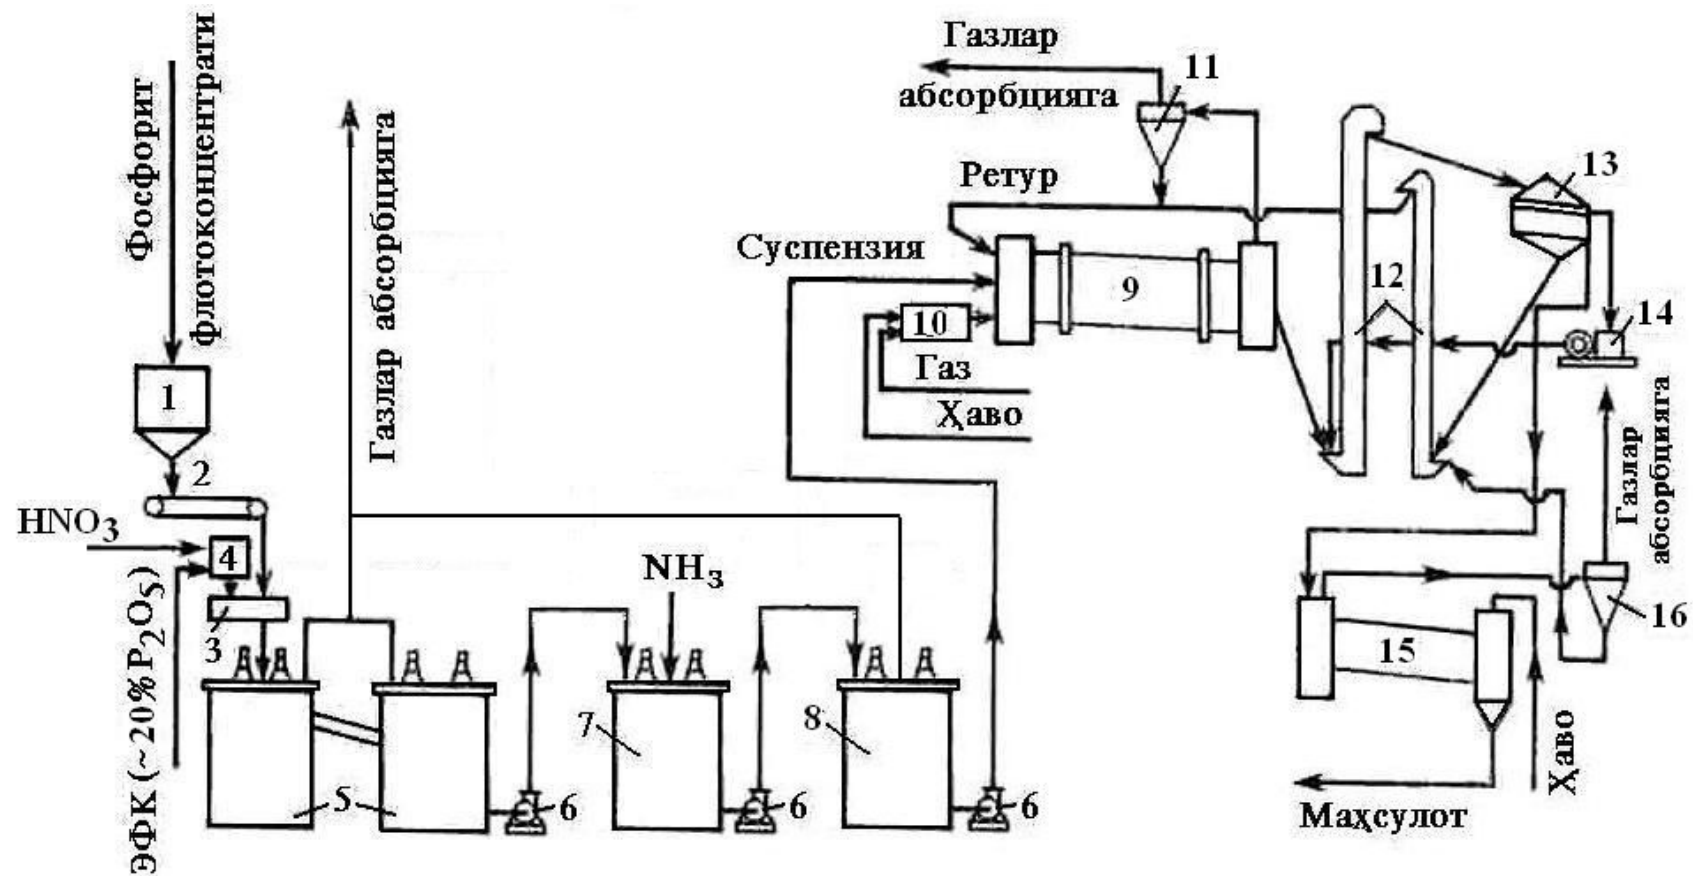 Фосфорит
флотоконцентрати
1
2
HNO3
4
3
ЭФК (~20%P2O5)
Газлар абсорбцияга
5
6
NH3
7
6
8
6
Газлар
абсорбцияга
11
Ретур
Суспензия
9
10
Газ
Ҳаво
12
13
14
Газлар
абсорбцияга
16
15
Ҳаво
Маҳсулот